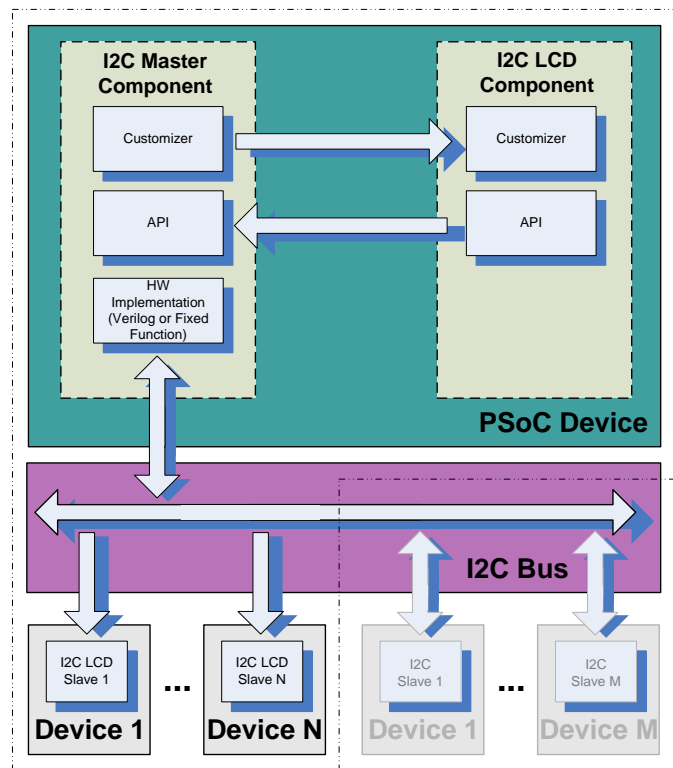 I2C Master
Component
I2C LCD
Component
Customizer
Customizer
API
API
HW
Implementation
(Verilog or Fixed
Function)
PSoC Device
I2C Bus
I2C LCD
Slave 1
...
I2C LCD
Slave N
I2C
Slave 1
...
I2C
Slave M
Device 1
Device N
Device 1
Device M